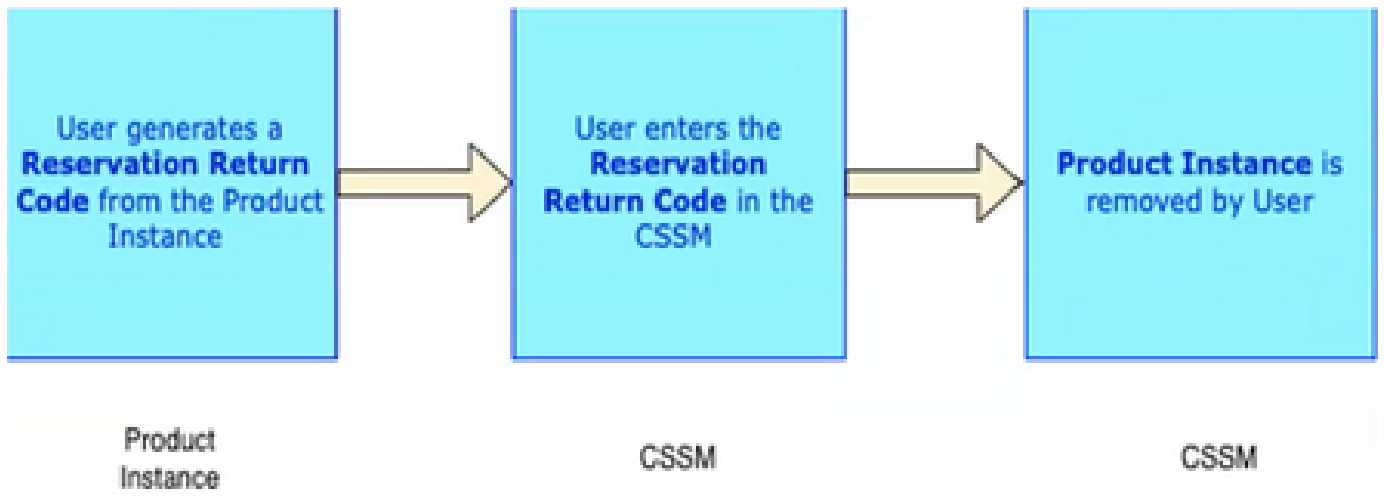 User generates a
Reservation Return
Code from the Product
Instance
User enters the
Reservation
Return Code in the
CSSM
Product Instance is
removed by User
Product
Instance
CSSM
CSSM